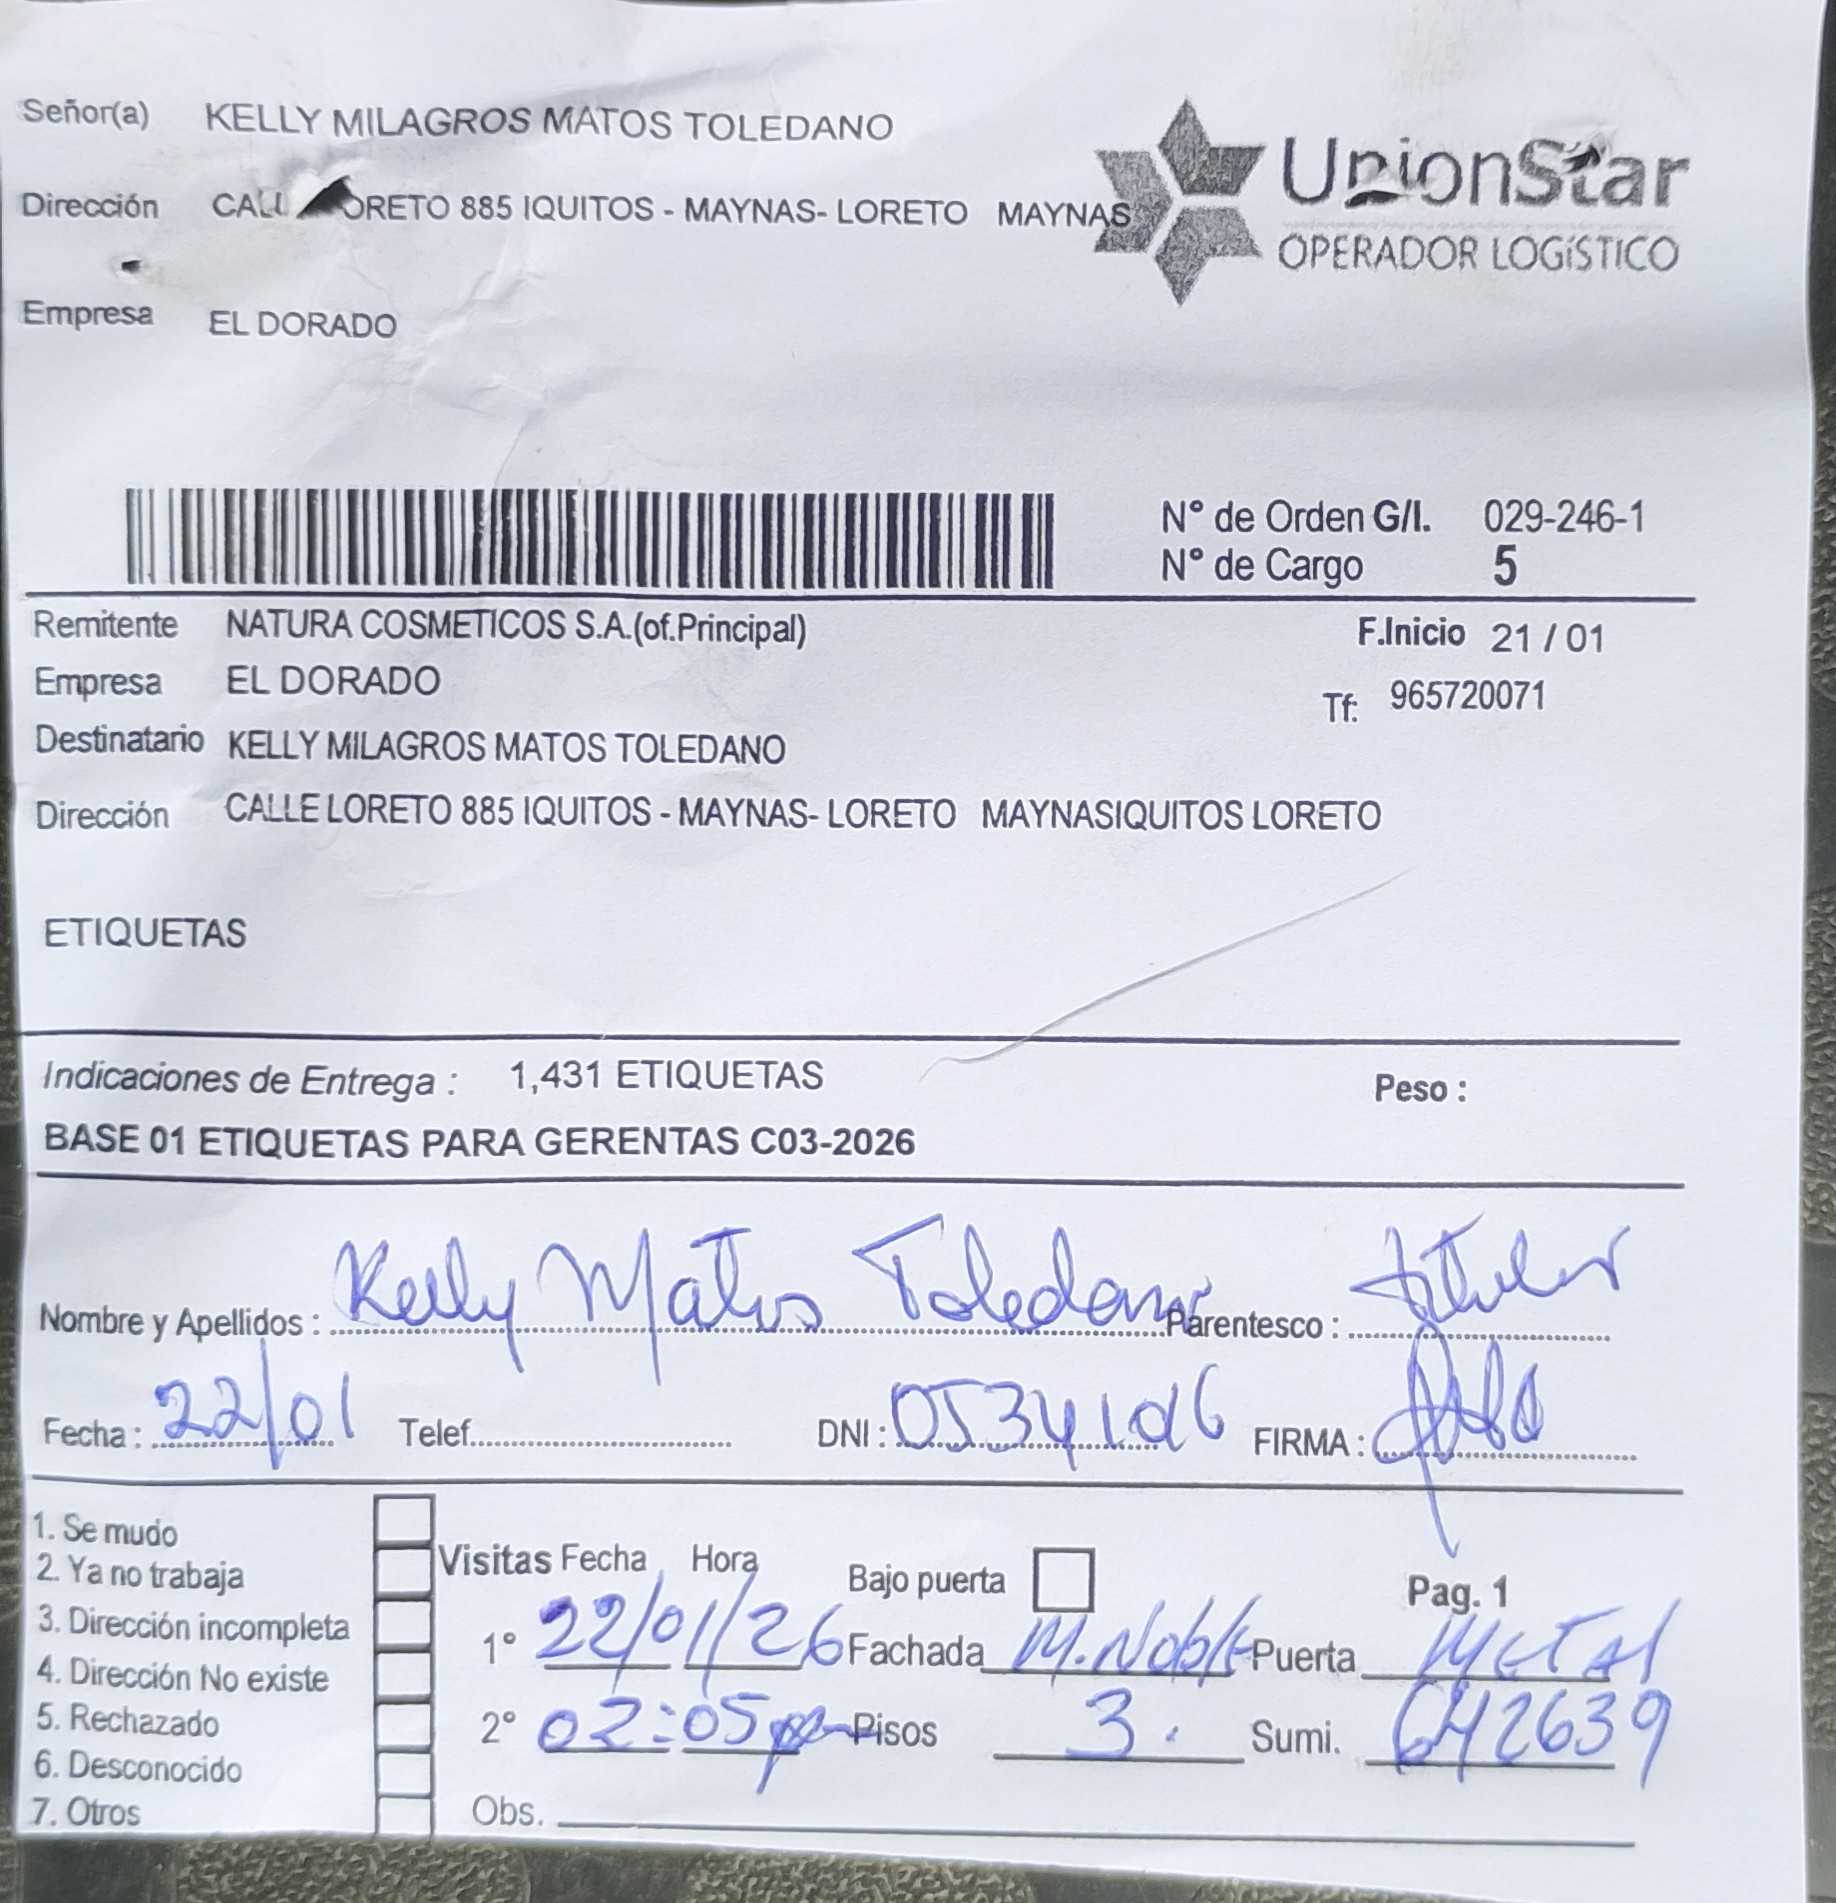 Señor(a) KELLY MILAGROS MATOS TOLEDANO
UnionStar
OPERADOR LOGÍSTICO
Dirección CALL ORETO 885 IQUITOS - MAYNAS- LORETO MAYNAS
Empresa EL DORADO
N° de Orden G/I. 029-246-1
N° de Cargo 5
Remitente NATURA COSMETICOS S.A.(of.Principal) F.Inicio 21 / 01
Empresa EL DORADO Tf: 965720071
Destinatario KELLY MILAGROS MATOS TOLEDANO
Dirección CALLE LORETO 885 IQUITOS - MAYNAS- LORETO MAYNASIQUITOS LORETO
ETIQUETAS
Indicaciones de Entrega : 1,431 ETIQUETAS Peso :
BASE 01 ETIQUETAS PARA GERENTAS C03-2026
Nombre y Apellidos : Kelly Matos Toledano Parentesco : titular
Fecha : 22/01 Telef. DNI : FIRMA :
1. Se mudo
2. Ya no trabaja
3. Dirección incompleta
4. Dirección No existe
5. Rechazado
6. Desconocido
7. Otros
Visitas Fecha Hora Bajo puerta Pag. 1
1° 22/01/26 Fachada M. Noble Puerta METAL
2° 02:05 pm Pisos 3. Sumi. 642639
Obs.